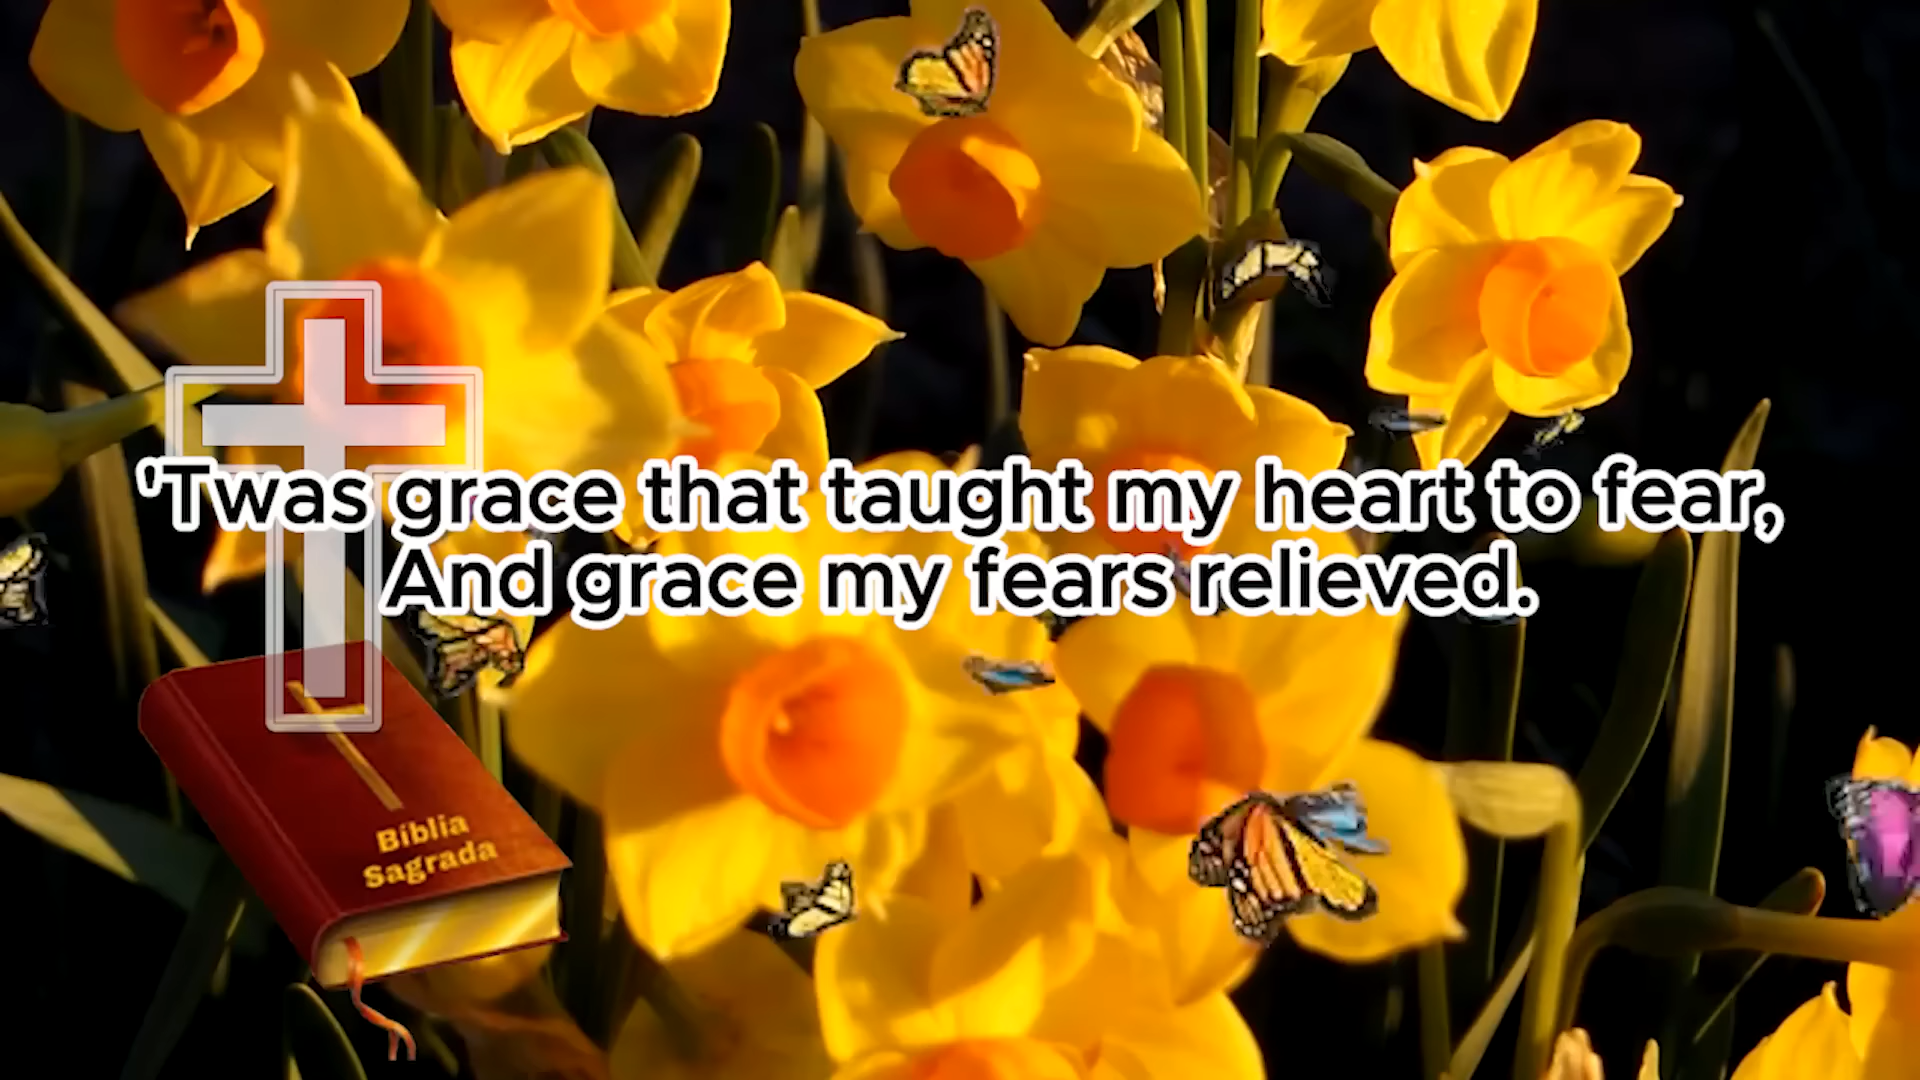 'Twas grace that taught my heart to fear,
And grace my fears relieved.
Bíblia
Sagrada